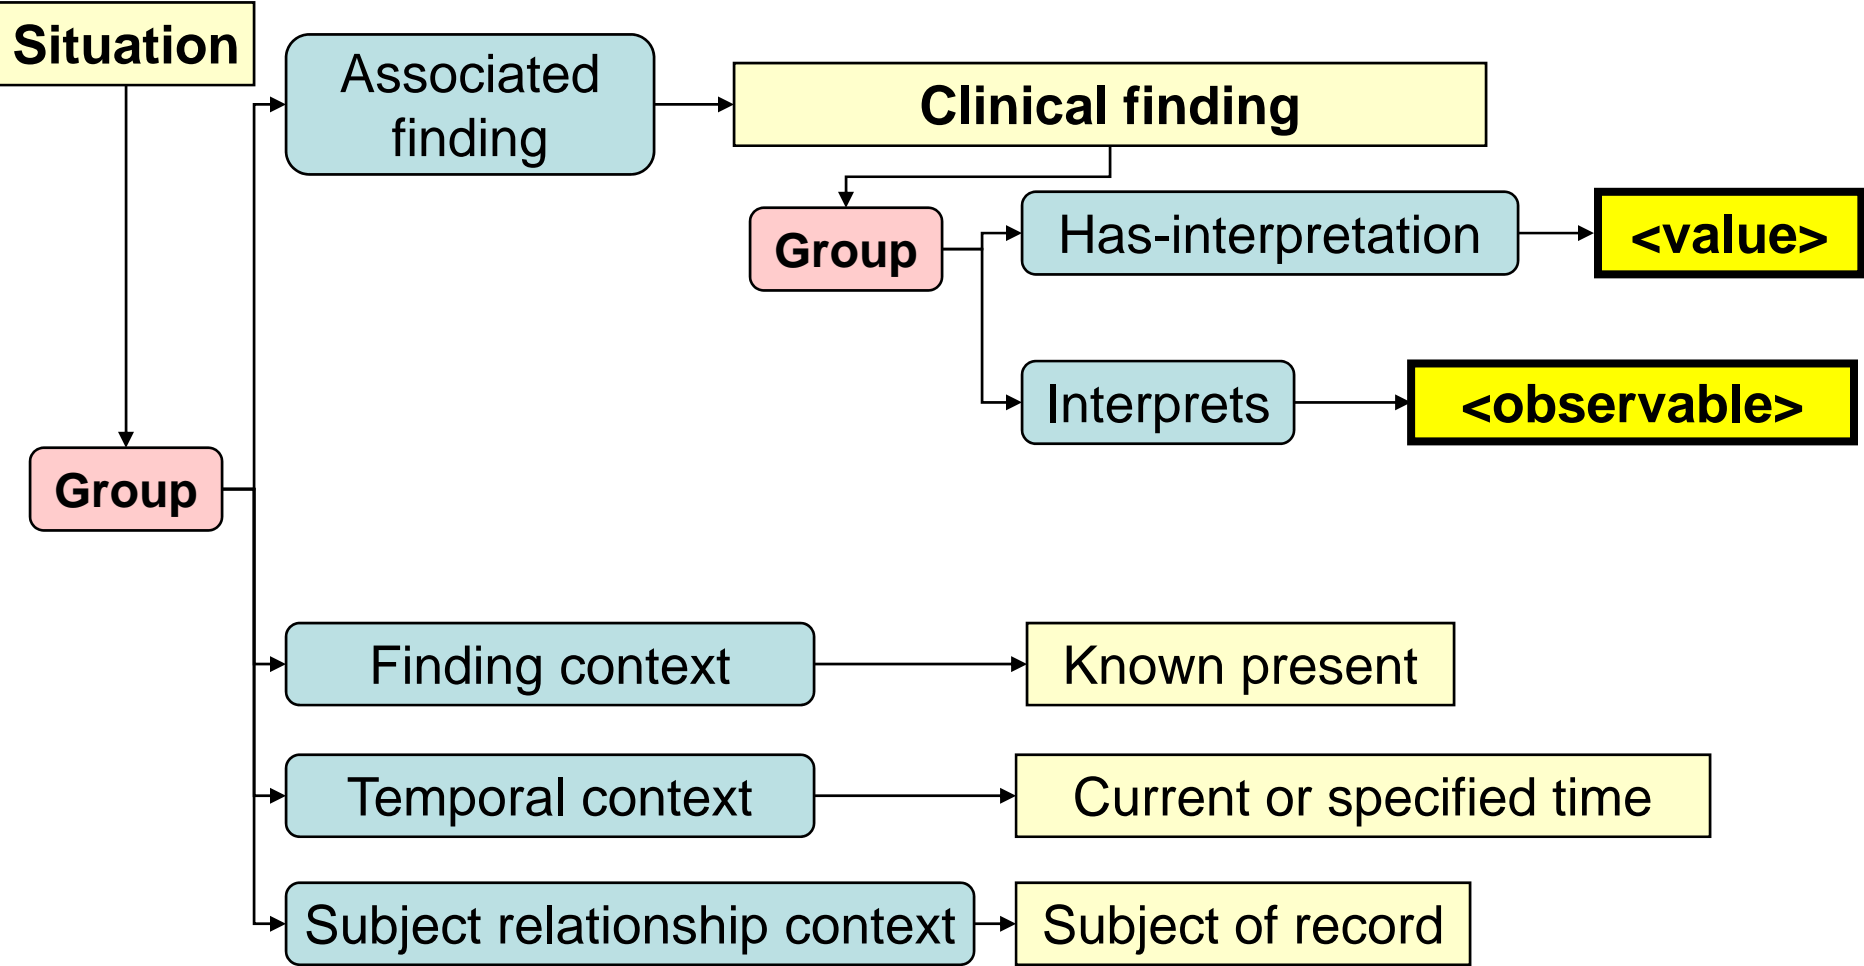 Situation
Associated
finding
Clinical finding
Group
Has-interpretation
<value>
Interprets
<observable>
Group
Finding context
Known present
Temporal context
Current or specified time
Subject relationship context
Subject of record